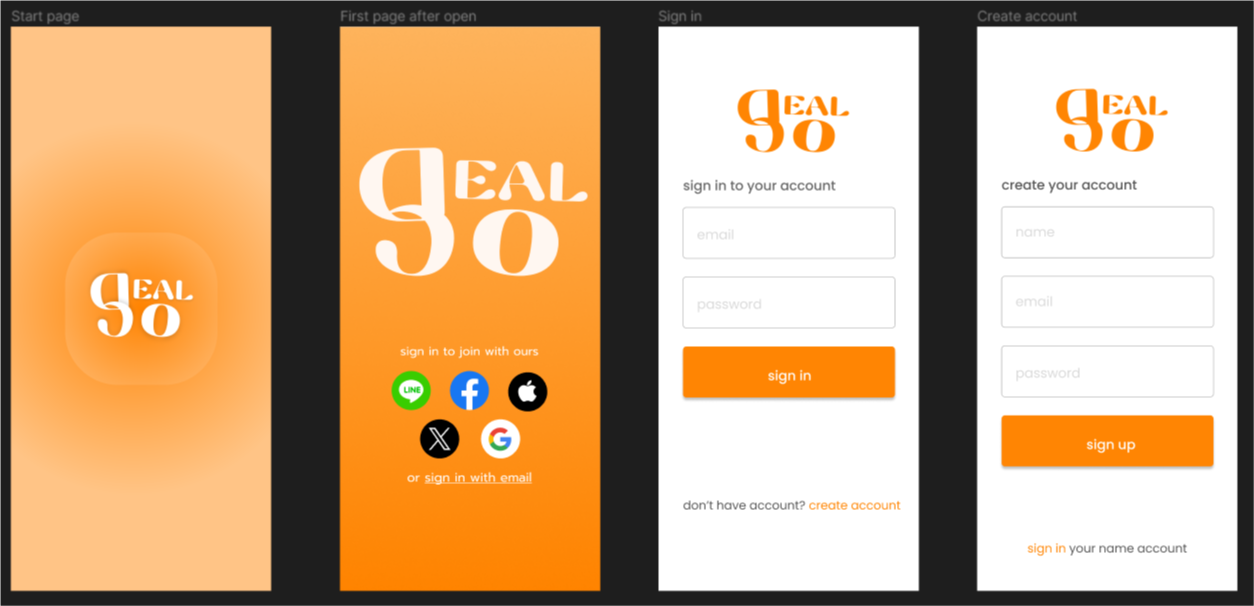 Start page
gEAL
gO
First page after open
gEAL
gO
sign in to join with ours
LINE
or sign in with email
Sign in
gEAL
gO
sign in to your account
email
password
sign in
don't have account? create account
Create account
gEAL
gO
create your account
name
email
password
sign up
sign in your name account